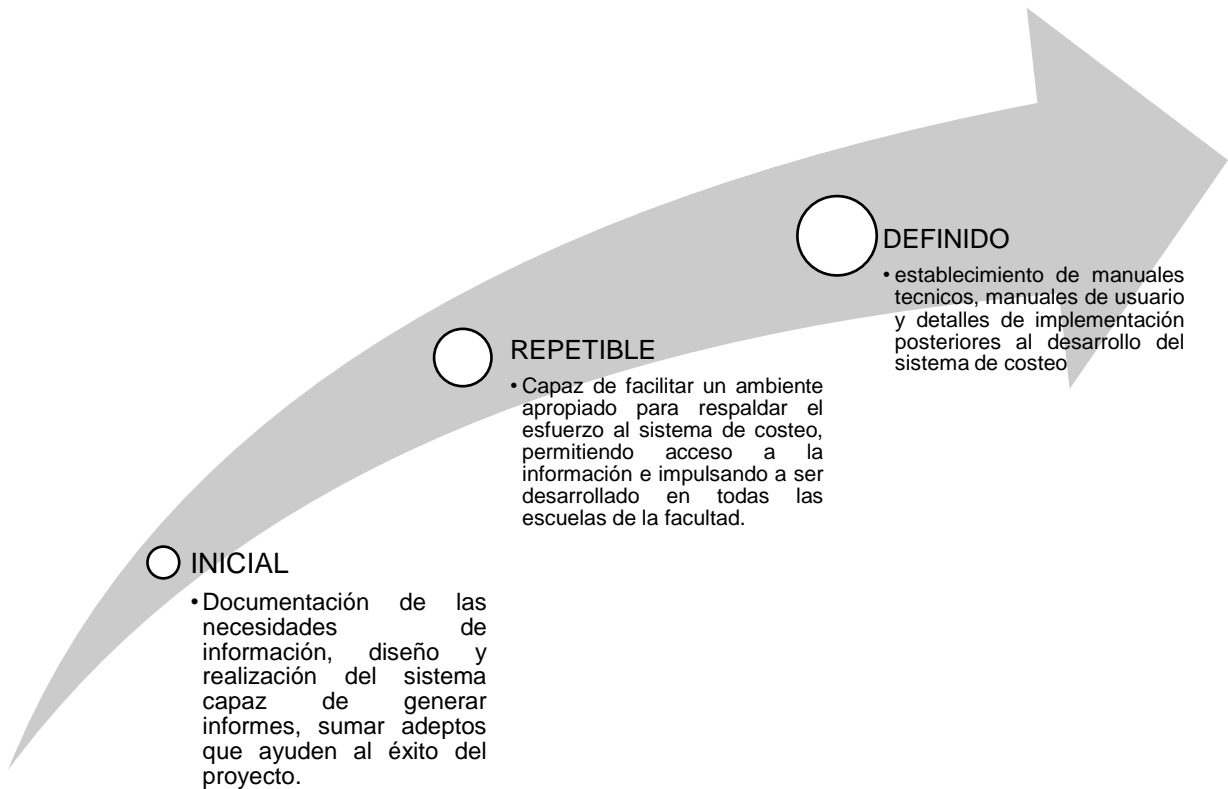 INICIAL
• Documentación de las
necesidades de
información, diseño y
realización del sistema
capaz de generar
informes, sumar adeptos
que ayuden al éxito del
proyecto.
REPETIBLE
• Capaz de facilitar un ambiente
apropiado para respaldar el
esfuerzo al sistema de costeo,
permitiendo acceso a la
información e impulsando a ser
desarrollado en todas las
escuelas de la facultad.
DEFINIDO
• establecimiento de manuales
tecnicos, manuales de usuario
y detalles de implementación
posteriores al desarrollo del
sistema de costeo